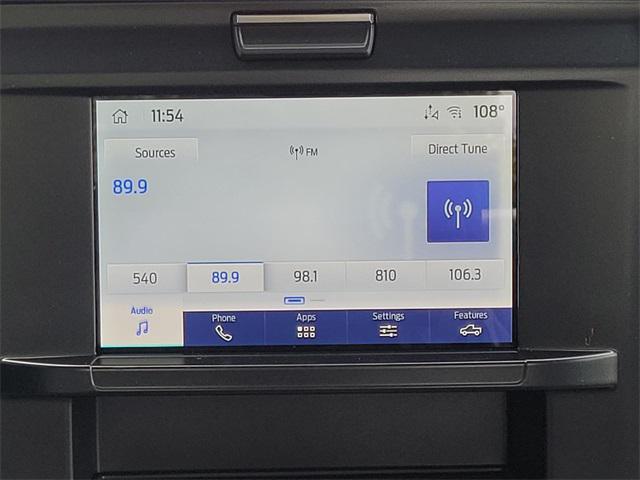 11:54 108°
Sources FM Direct Tune
89.9
540 89.9 98.1 810 106.3
Audio Phone Apps Settings Features